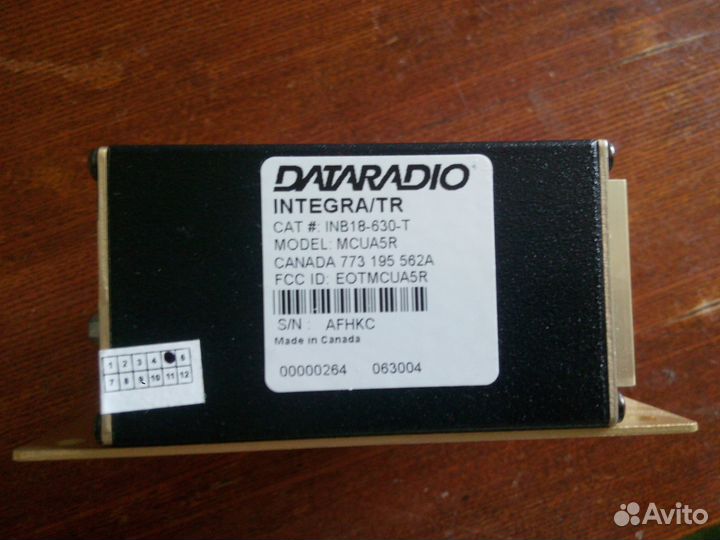 DATARADIO
INTEGRA/TR
CAT #: INB18-630-T
MODEL: MCUA5R
CANADA 773 195 562A
FCC ID: EOTMCUA5R
S/N : AFHKC
Made in Canada
00000264 063004
1 2 3 4 6
7 8 9 10 11 12
Avito